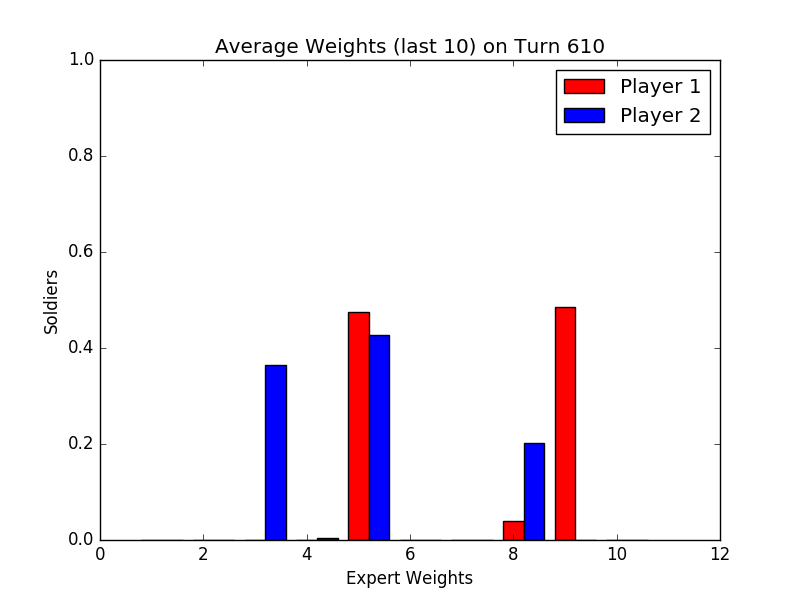 Average Weights (last 10) on Turn 610
1.0
Player 1
Player 2
0.8
0.6
Soldiers
0.4
0.2
0.0
0 2 4 6 8 10 12
Expert Weights